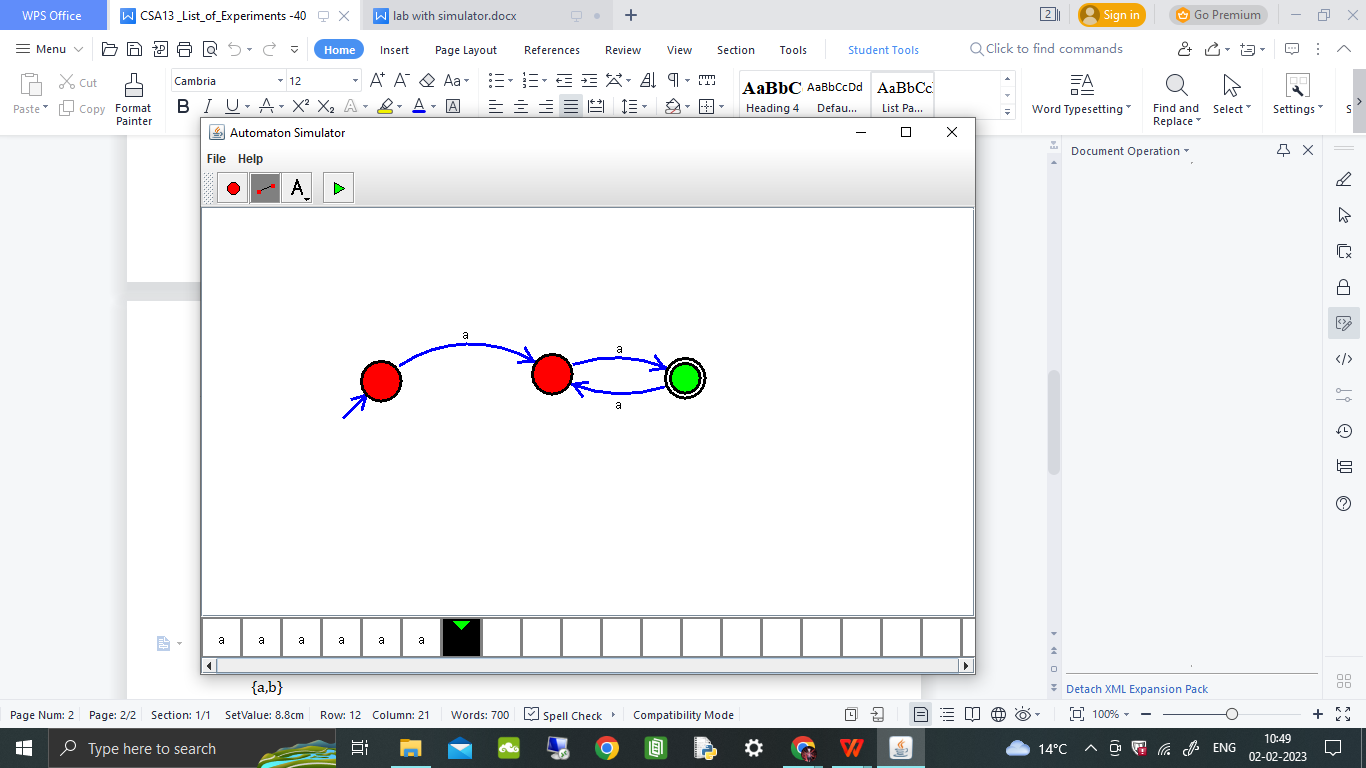 WPS Office
CSA13 _List_of_Experiments -40
lab with simulator.docx
+
2
Sign in
Go Premium
Menu
Home
Insert
Page Layout
References
Review
View
Section
Tools
Student Tools
Click to find commands
Paste
Cut
Copy
Format
Painter
Cambria
12
AaBbC
Heading 4
AaBbCcDd
Defau...
AaBbCc
List Pa...
Word Typesetting
Find and
Replace
Select
Settings
S
Automaton Simulator
File Help
A
a
a
a
a a a a a a
{a,b}
Document Operation
Detach XML Expansion Pack
Page Num: 2 Page: 2/2 Section: 1/1 SetValue: 8.8cm Row: 12 Column: 21 Words: 700 Spell Check Compatibility Mode 100%
Type here to search
14°C
ENG
10:49
02-02-2023